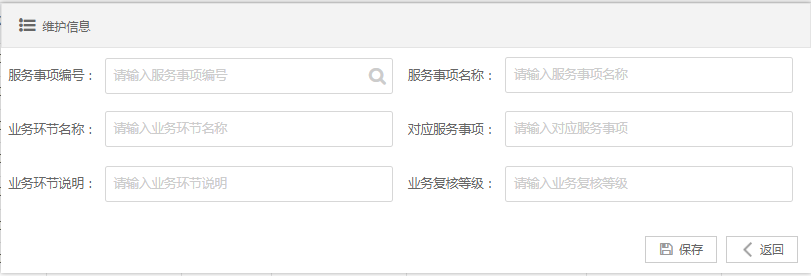 维护信息
服务事项编号： 请输入服务事项编号 服务事项名称： 请输入服务事项名称
业务环节名称： 请输入业务环节名称 对应服务事项： 请输入对应服务事项
业务环节说明： 请输入业务环节说明 业务复核等级： 请输入业务复核等级
保存 返回